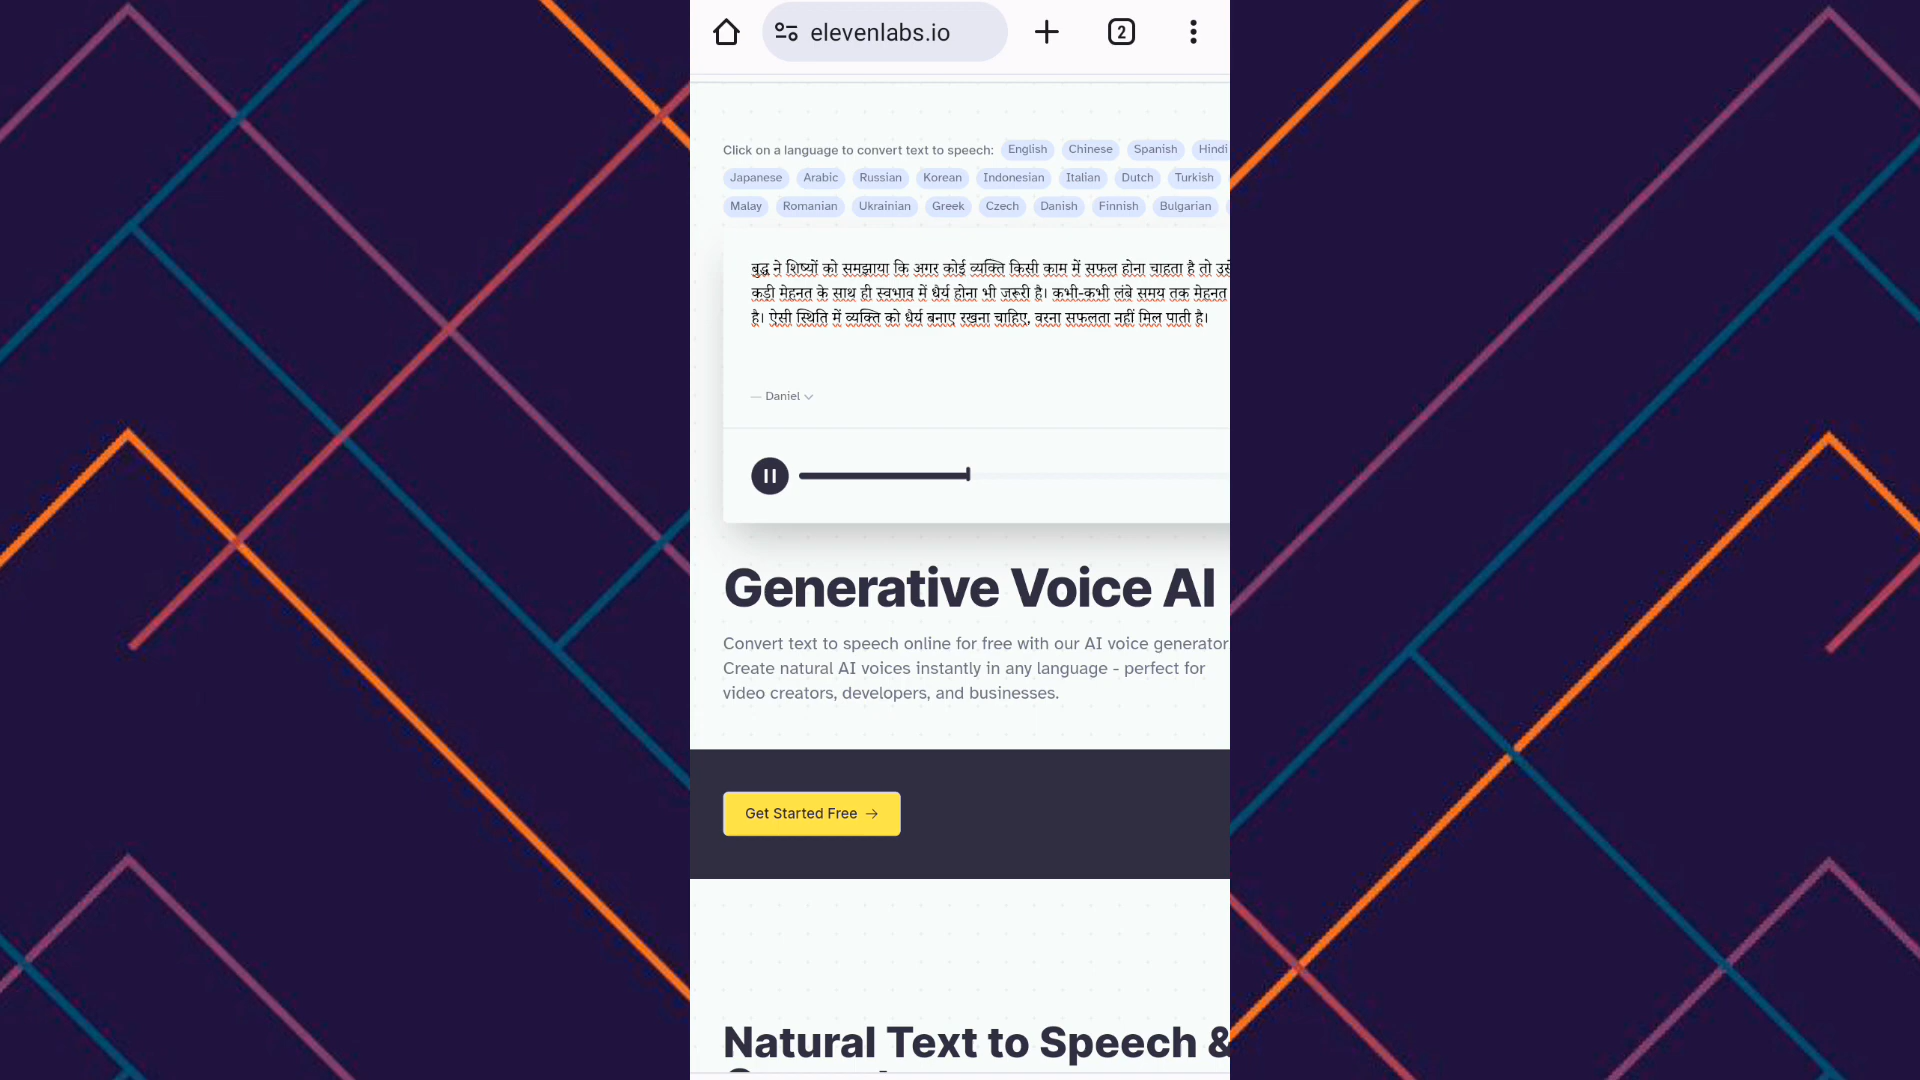 elevenlabs.io
2
Click on a language to convert text to speech: English Chinese Spanish Hindi
Japanese Arabic Russian Korean Indonesian Italian Dutch Turkish
Malay Romanian Ukrainian Greek Czech Danish Finnish Bulgarian
बुद्ध ने शिष्यों को समझाया कि अगर कोई व्यक्ति किसी काम में सफल होना चाहता है तो उसे
कड़ी मेहनत के साथ ही स्वभाव में धैर्य होना भी जरूरी है। कभी-कभी लंबे समय तक मेहनत
है। ऐसी स्थिति में व्यक्ति को धैर्य बनाए रखना चाहिए, वरना सफलता नहीं मिल पाती है।
— Daniel
Generative Voice AI
Convert text to speech online for free with our AI voice generator
Create natural AI voices instantly in any language - perfect for
video creators, developers, and businesses.
Get Started Free →
Natural Text to Speech &